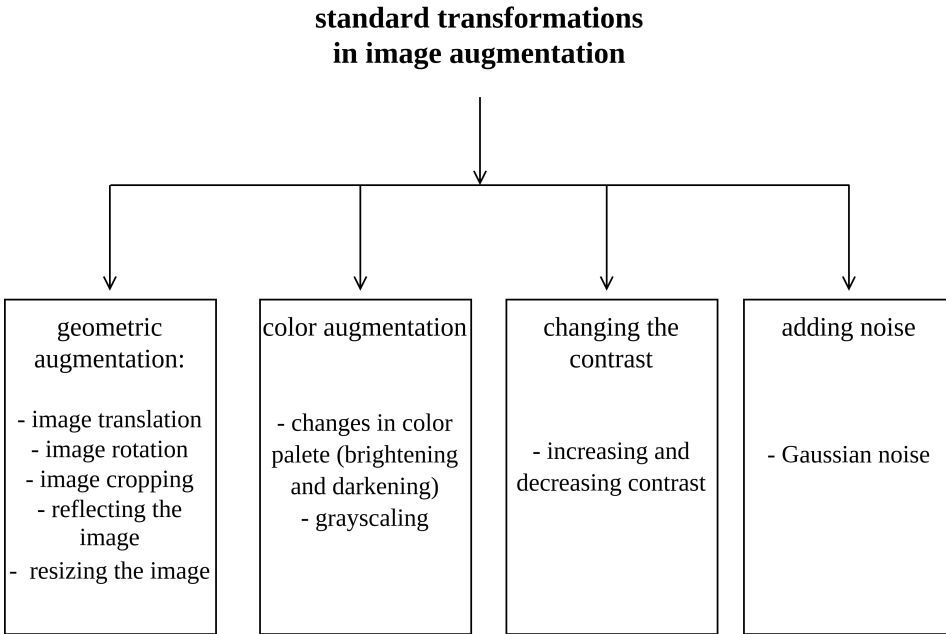 standard transformations
in image augmentation
geometric
augmentation:
- image translation
- image rotation
- image cropping
- reflecting the
image
- resizing the image
color augmentation
- changes in color
palete (brightening
and darkening)
- grayscaling
changing the
contrast
- increasing and
decreasing contrast
adding noise
- Gaussian noise